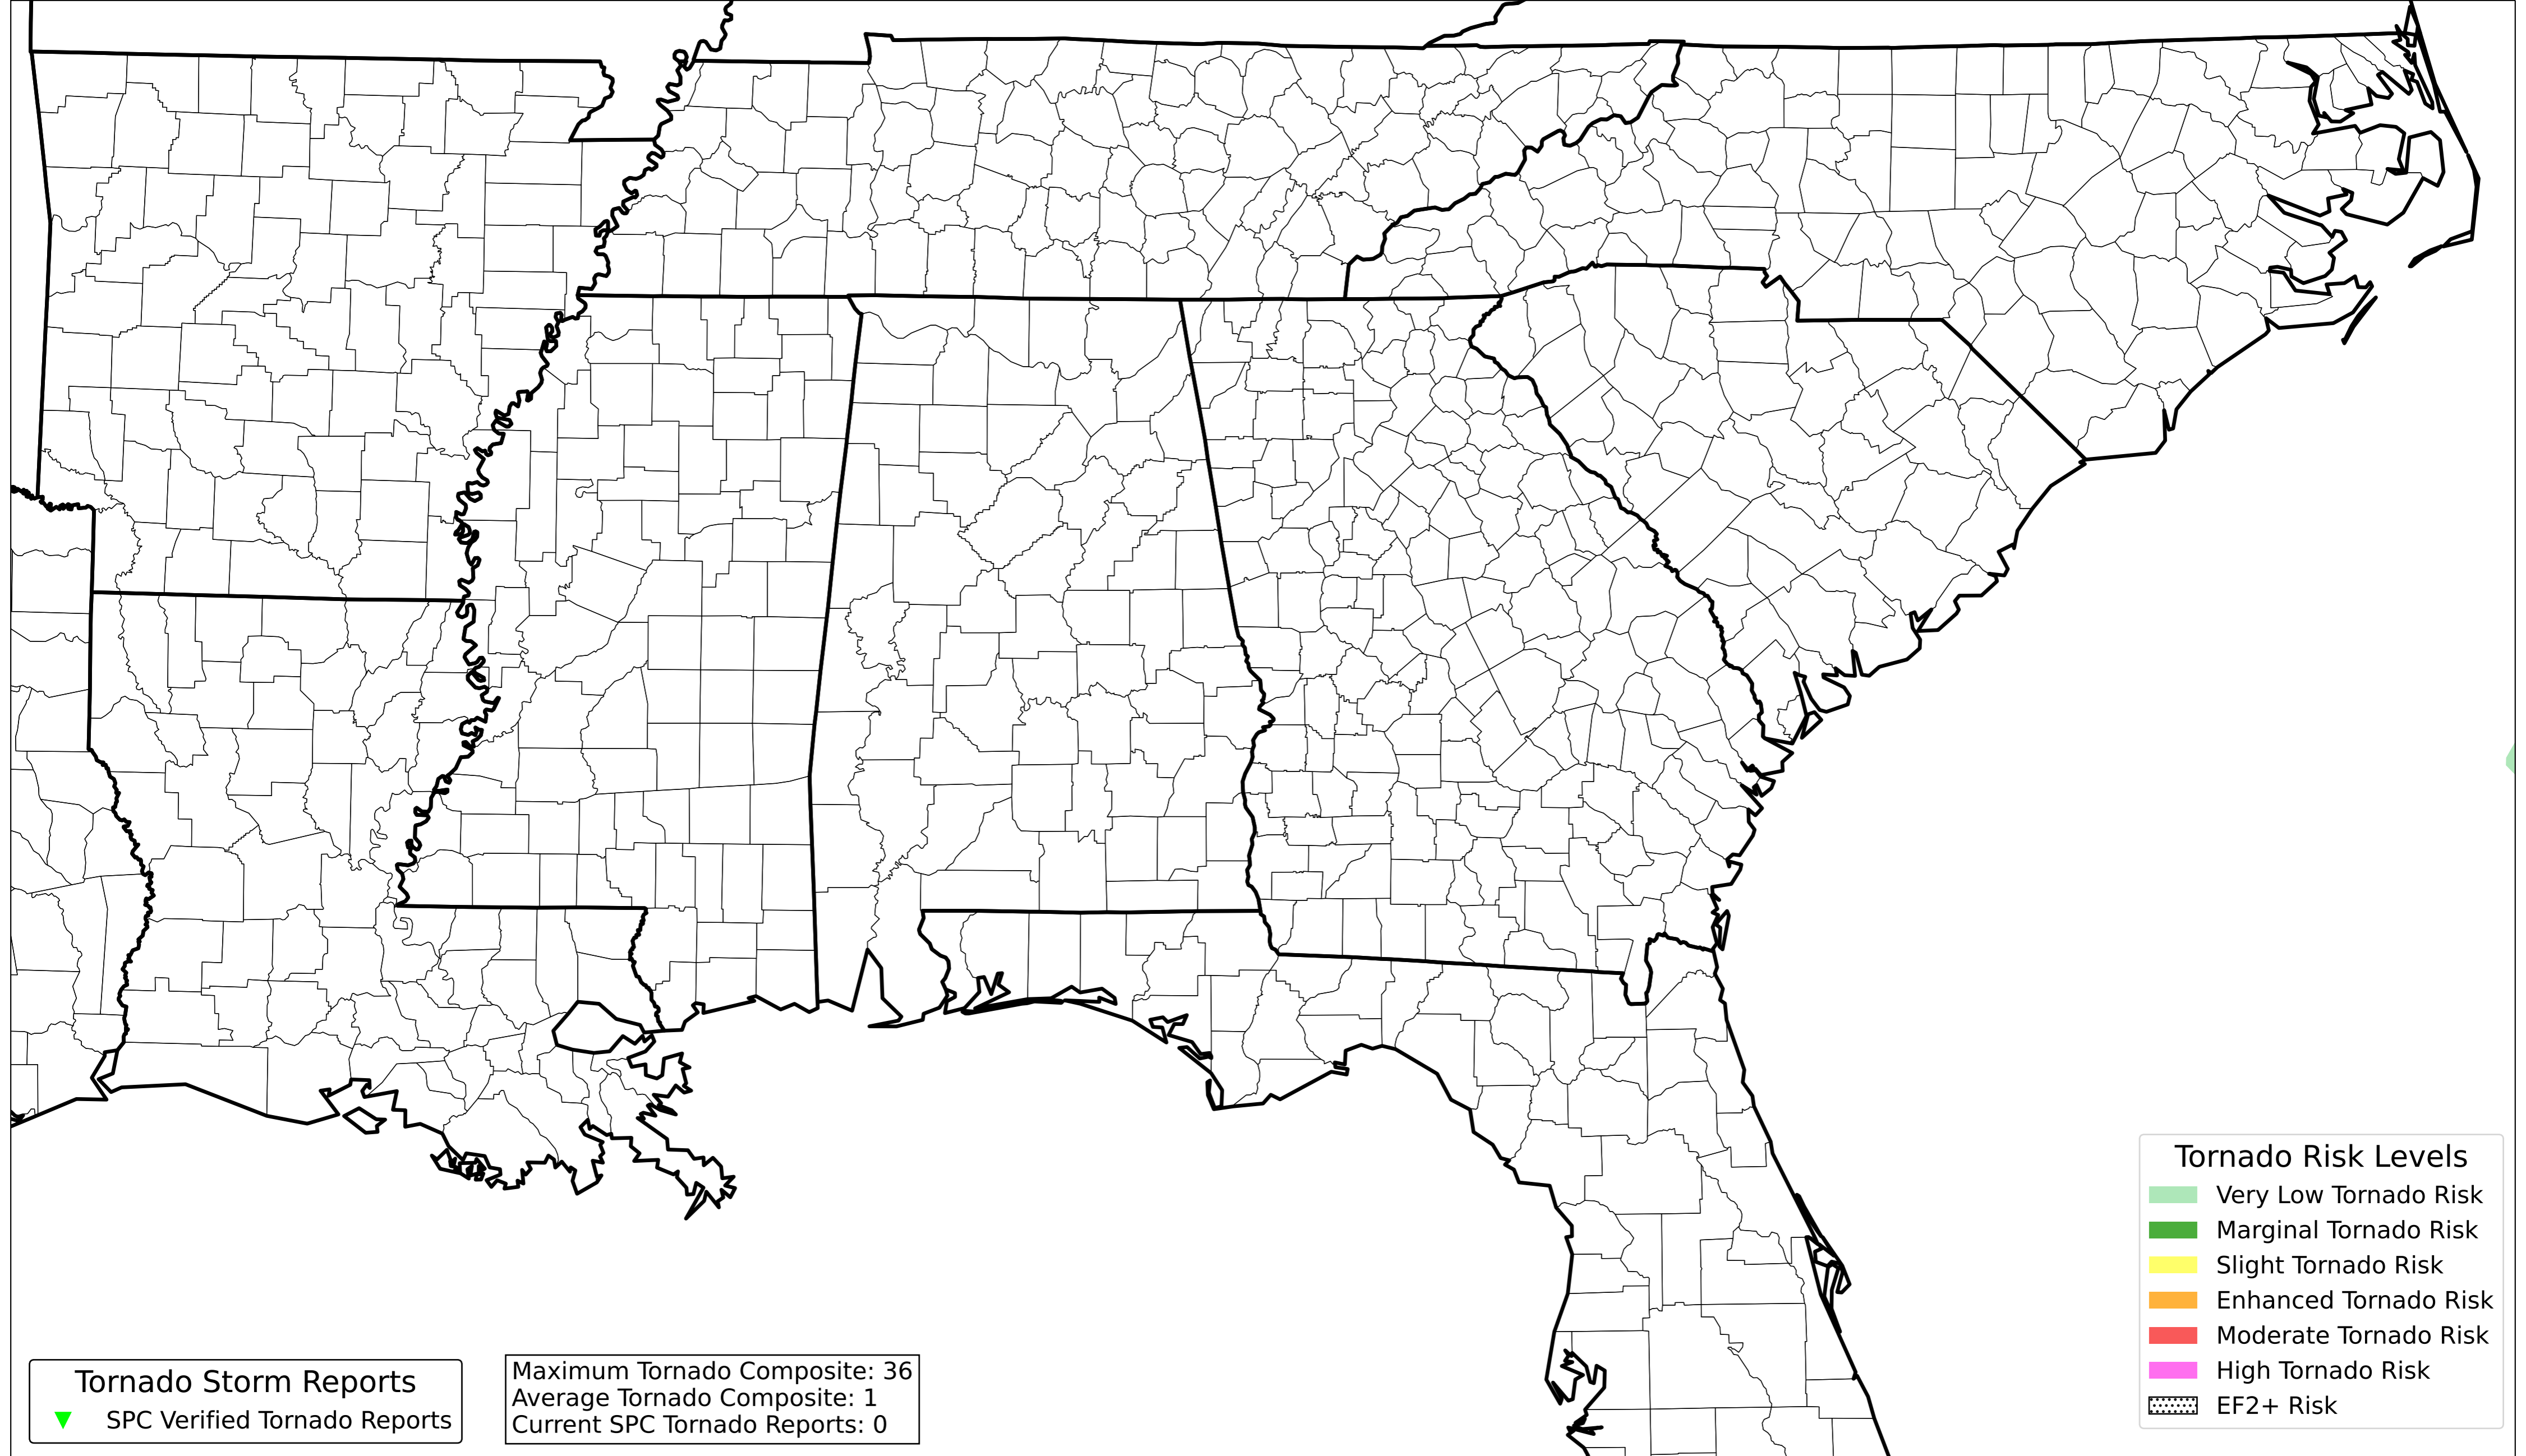 Tornado Storm Reports
SPC Verified Tornado Reports
Maximum Tornado Composite: 36
Average Tornado Composite: 1
Current SPC Tornado Reports: 0
Tornado Risk Levels
Very Low Tornado Risk
Marginal Tornado Risk
Slight Tornado Risk
Enhanced Tornado Risk
Moderate Tornado Risk
High Tornado Risk
EF2+ Risk